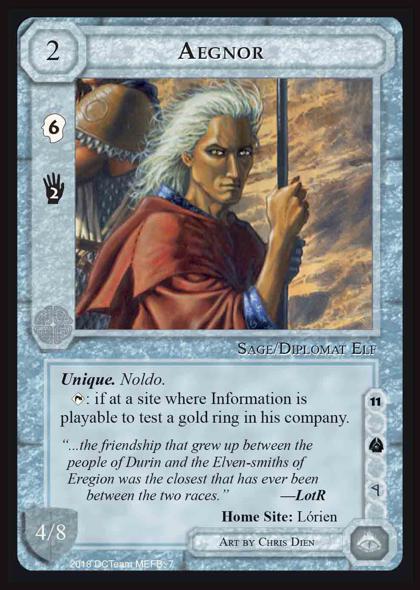 2
AEGNOR
6
2
SAGE/DIPLOMAT ELF
Unique. Noldo.
: if at a site where Information is
playable to test a gold ring in his company.
“...the friendship that grew up between the
people of Durin and the Elven-smiths of
Eregion was the closest that has ever been
between the two races.” —LotR
Home Site: Lórien
11
4/8
ART BY CHRIS DIEN
2018 DCTeam MEFB: 7